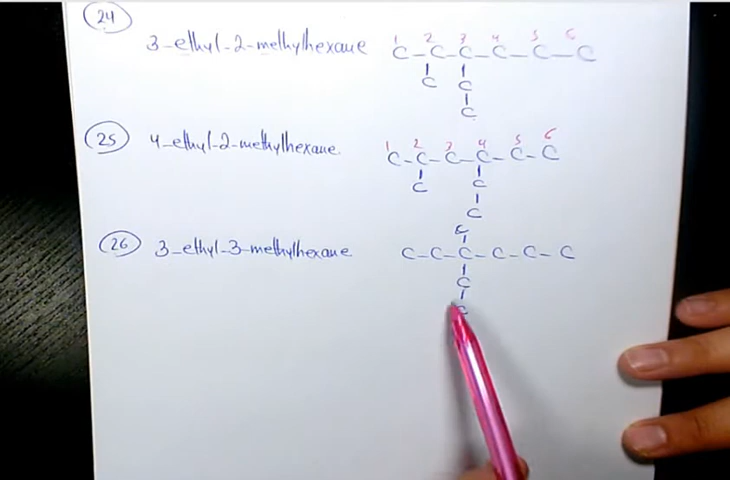 24
3-ethyl-2-methylhexane
1 2 3 4 5 6
C-C-C-C-C-C
C C
C
25
4-ethyl-2-methylhexane
1 2 3 4 5 6
C-C-C-C-C-C
C C
C
C
26
3-ethyl-3-methylhexane
C-C-C-C-C-C
C
C